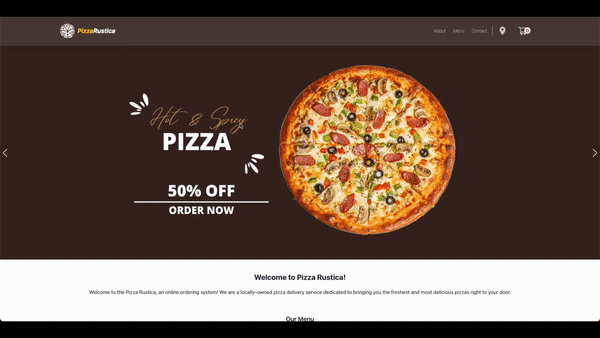 PizzaRustica
About Menu Contact 0
Hot & Spicy
PIZZA
50% OFF
ORDER NOW
Welcome to Pizza Rustica!
Welcome to the Pizza Rustica, an online ordering system! We are a locally-owned pizza delivery service dedicated to bringing you the freshest and most delicious pizzas right to your door.
Our Menu